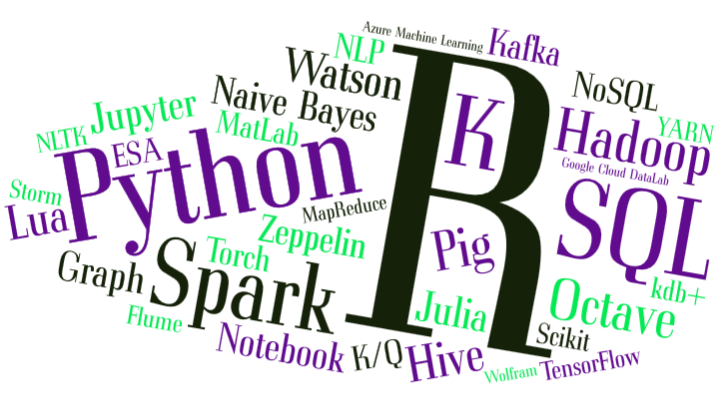 Azure Machine Learning
Kafka
NLP
Watson
NoSQL
Naive Bayes
Jupyter
MatLab
K
R
Hadoop
YARN
NLTK
ESA
Google Cloud DataLab
Python
Storm
Lua
MapReduce
SQL
Zeppelin
Pig
Torch
Graph
Spark
kdb+
Julia
Octave
Flume
Notebook
K/Q
Hive
Scikit
Wolfram
TensorFlow